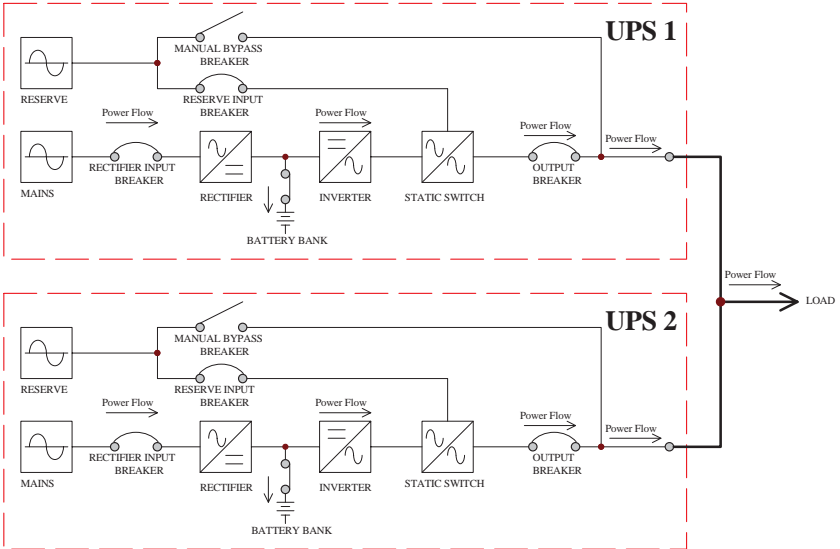 UPS 1
MANUAL BYPASS
BREAKER
RESERVE
RESERVE INPUT
BREAKER
Power Flow
Power Flow
Power Flow
Power Flow
RECTIFIER INPUT
BREAKER
MAINS
RECTIFIER
INVERTER
STATIC SWITCH
OUTPUT
BREAKER
BATTERY BANK
Power Flow
LOAD
UPS 2
MANUAL BYPASS
BREAKER
RESERVE
RESERVE INPUT
BREAKER
Power Flow
Power Flow
Power Flow
Power Flow
RECTIFIER INPUT
BREAKER
MAINS
RECTIFIER
INVERTER
STATIC SWITCH
OUTPUT
BREAKER
BATTERY BANK